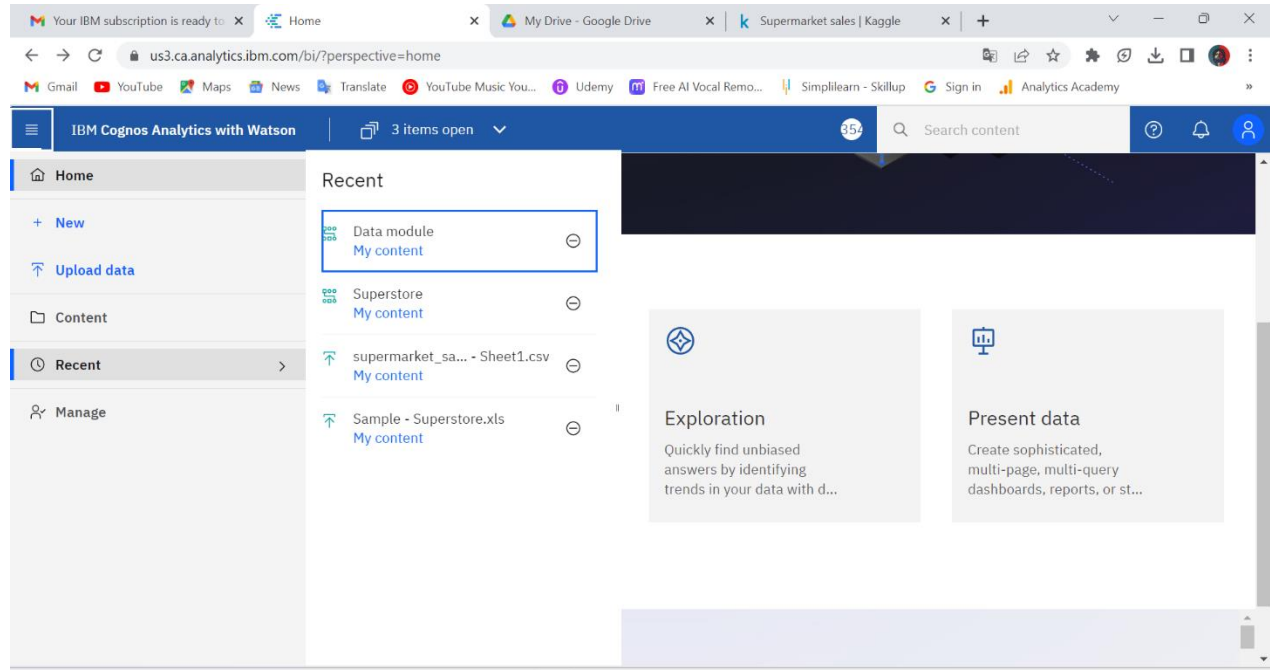 Your IBM subscription is ready to
Home
My Drive - Google Drive
Supermarket sales | Kaggle
us3.ca.analytics.ibm.com/bi/?perspective=home
Gmail
YouTube
Maps
News
Translate
YouTube Music You...
Udemy
Free AI Vocal Remo...
Simplilearn - Skillup
Sign in
Analytics Academy
IBM Cognos Analytics with Watson
3 items open
354
Search content
Home
New
Upload data
Content
Recent
Manage
Recent
Data module
My content
Superstore
My content
supermarket_sa... - Sheet1.csv
My content
Sample - Superstore.xls
My content
Exploration
Quickly find unbiased
answers by identifying
trends in your data with d...
Present data
Create sophisticated,
multi-page, multi-query
dashboards, reports, or st...